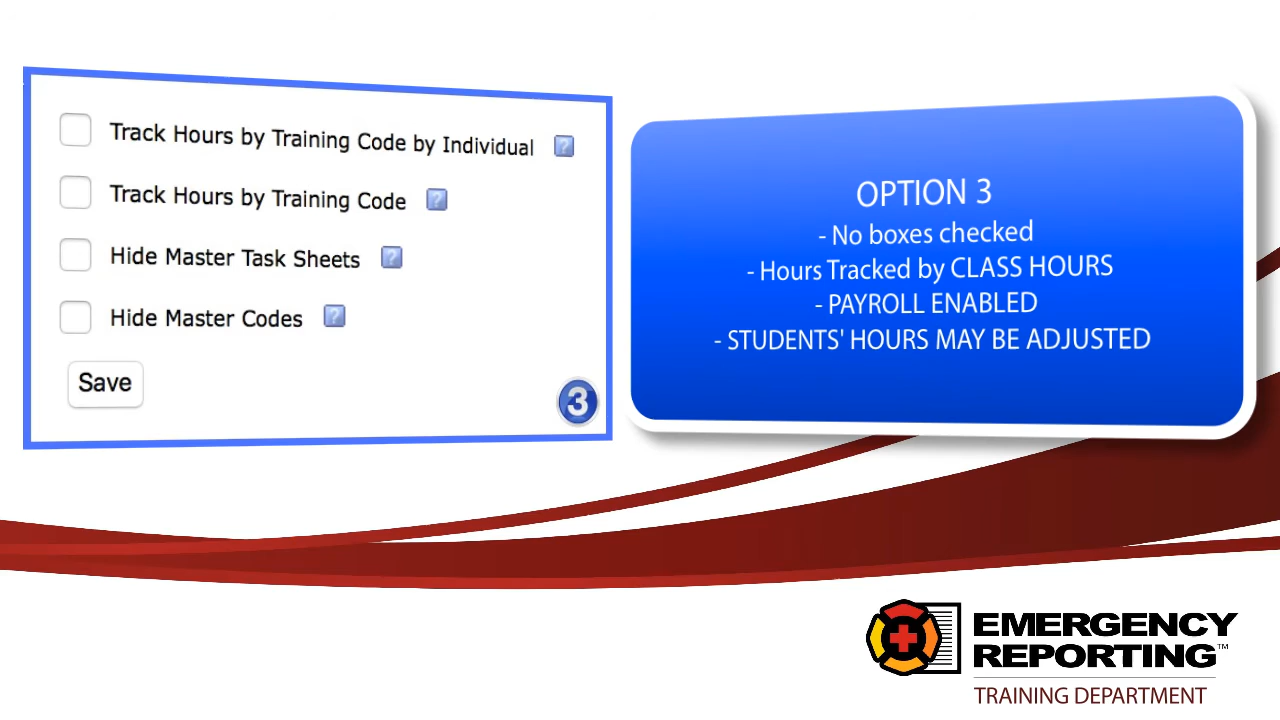 Track Hours by Training Code by Individual ?
Track Hours by Training Code ?
Hide Master Task Sheets ?
Hide Master Codes ?
Save
3
OPTION 3
- No boxes checked
- Hours Tracked by CLASS HOURS
- PAYROLL ENABLED
- STUDENTS' HOURS MAY BE ADJUSTED
EMERGENCY
REPORTING™
TRAINING DEPARTMENT